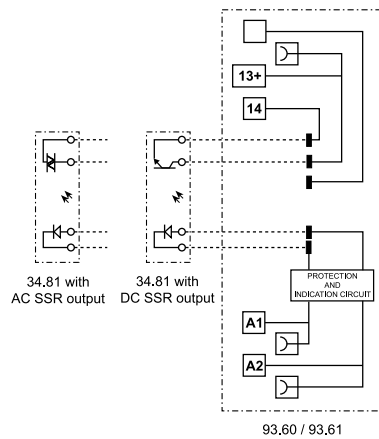 13+
14
34.81 with
AC SSR output
34.81 with
DC SSR output
PROTECTION
AND
INDICATION CIRCUIT
A1
A2
93.60 / 93.61